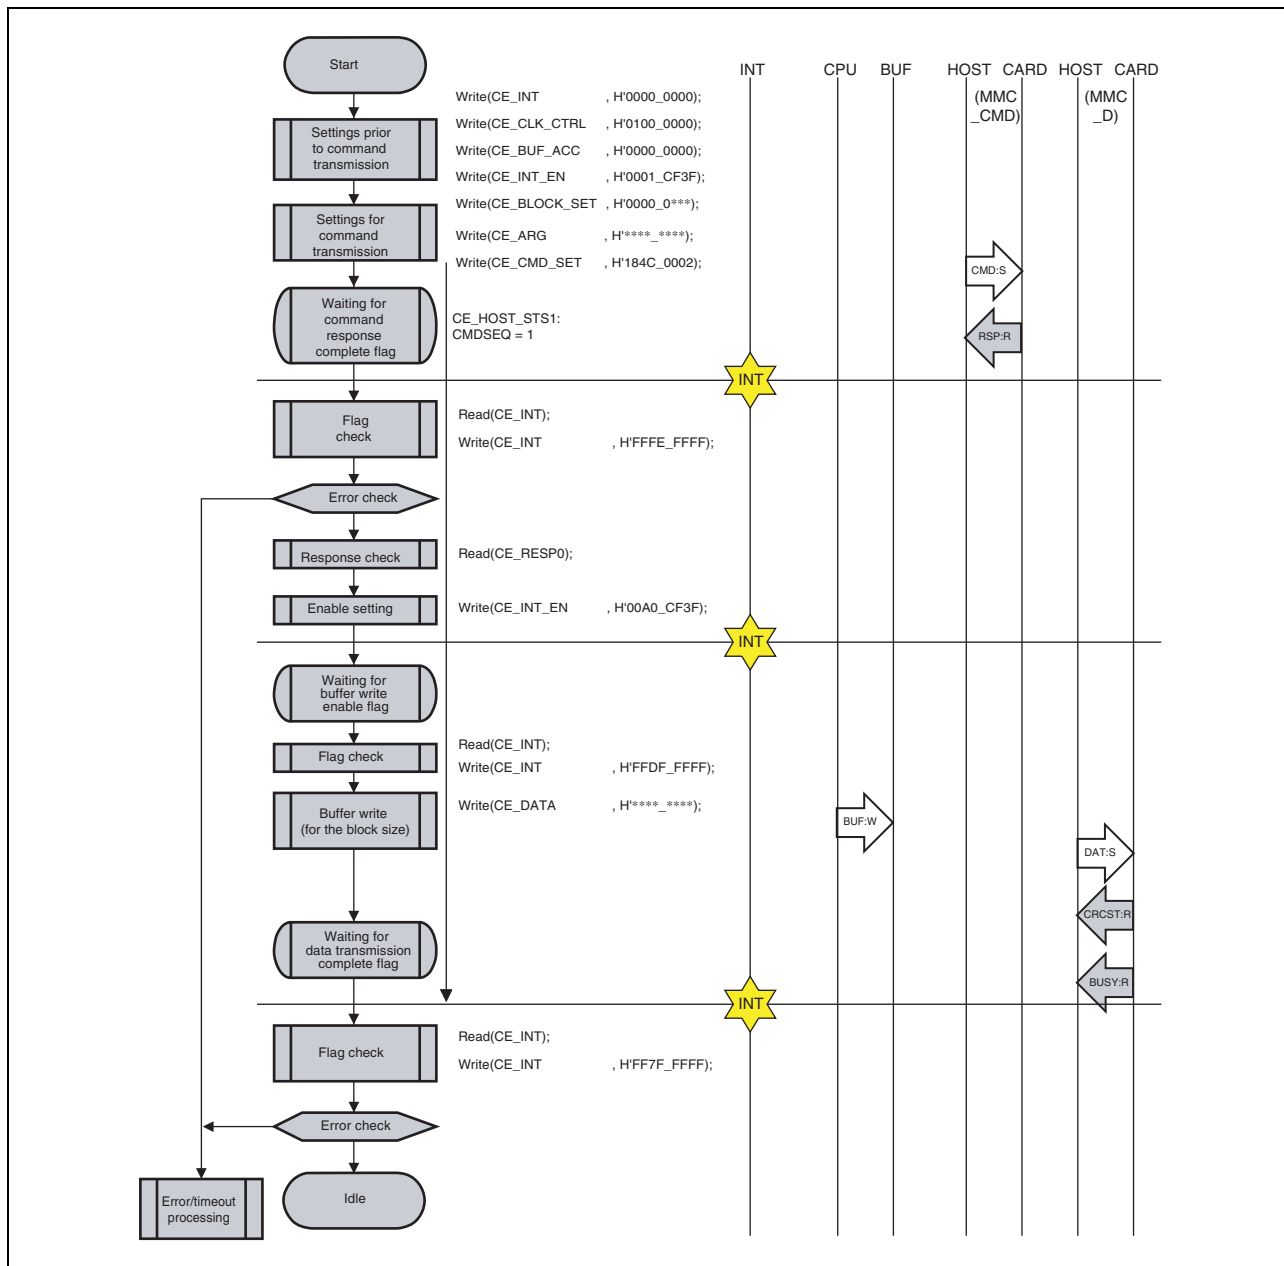 Start
INT CPU BUF HOST CARD HOST CARD
(MMC
_CMD)
(MMC
_D)
Write(CE_INT , H'0000_0000);
Settings prior
to command
transmission
Write(CE_CLK_CTRL , H'0100_0000);
Write(CE_BUF_ACC , H'0000_0000);
Write(CE_INT_EN , H'0001_CF3F);
Write(CE_BLOCK_SET , H'0000_0***);
Settings for
command
transmission
Write(CE_ARG , H'****_****);
Write(CE_CMD_SET , H'184C_0002);
CMD:S
Waiting for
command
response
complete flag
CE_HOST_STS1:
CMDSEQ = 1
RSP:R
INT
Flag
check
Read(CE_INT);
Write(CE_INT , H'FFFE_FFFF);
Error check
Response check
Read(CE_RESP0);
Enable setting
Write(CE_INT_EN , H'00A0_CF3F);
INT
Waiting for
buffer write
enable flag
Flag check
Read(CE_INT);
Write(CE_INT , H'FFDF_FFFF);
Buffer write
(for the block size)
Write(CE_DATA , H'****_****);
BUF:W
DAT:S
CRCST:R
Waiting for
data transmission
complete flag
BUSY:R
INT
Flag check
Read(CE_INT);
Write(CE_INT , H'FF7F_FFFF);
Error check
Error/timeout
processing
Idle